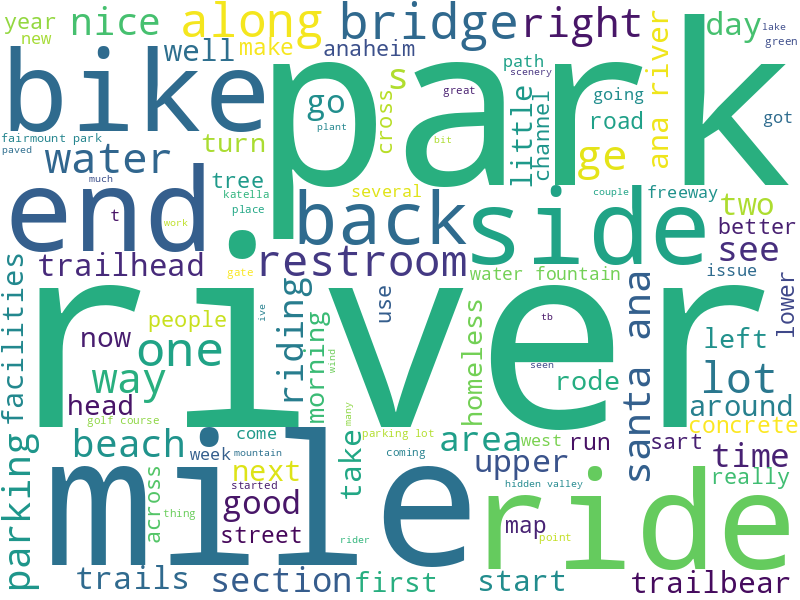 year
new
nice
along
bridge
right
day
lake
green
well
make
anaheim
path
scenery
bike
park
s
go
plant
cross
great
bit
little
channel
going
road
ana river
got
fairmount park
paved
water
turn
ge
tree
katella
place
much
t
work
end
several
back
side
couple
freeway
two
better
see
trailhead
restroom
gate
water fountain
issue
river
facilities
people
now
one
way
head
golf course
riding
ive
morning
wind
use
homeless
tb
seen
rode
santa ana
left
lower
lot
around
concrete
parking
beach
across
week
come
mountain
many
parking lot
take
coming
area
west
run
sart
time
mile
next
started
good
thing
street
rider
upper
hidden valley
ride
map
point
really
trails
section
first
start
trailbear